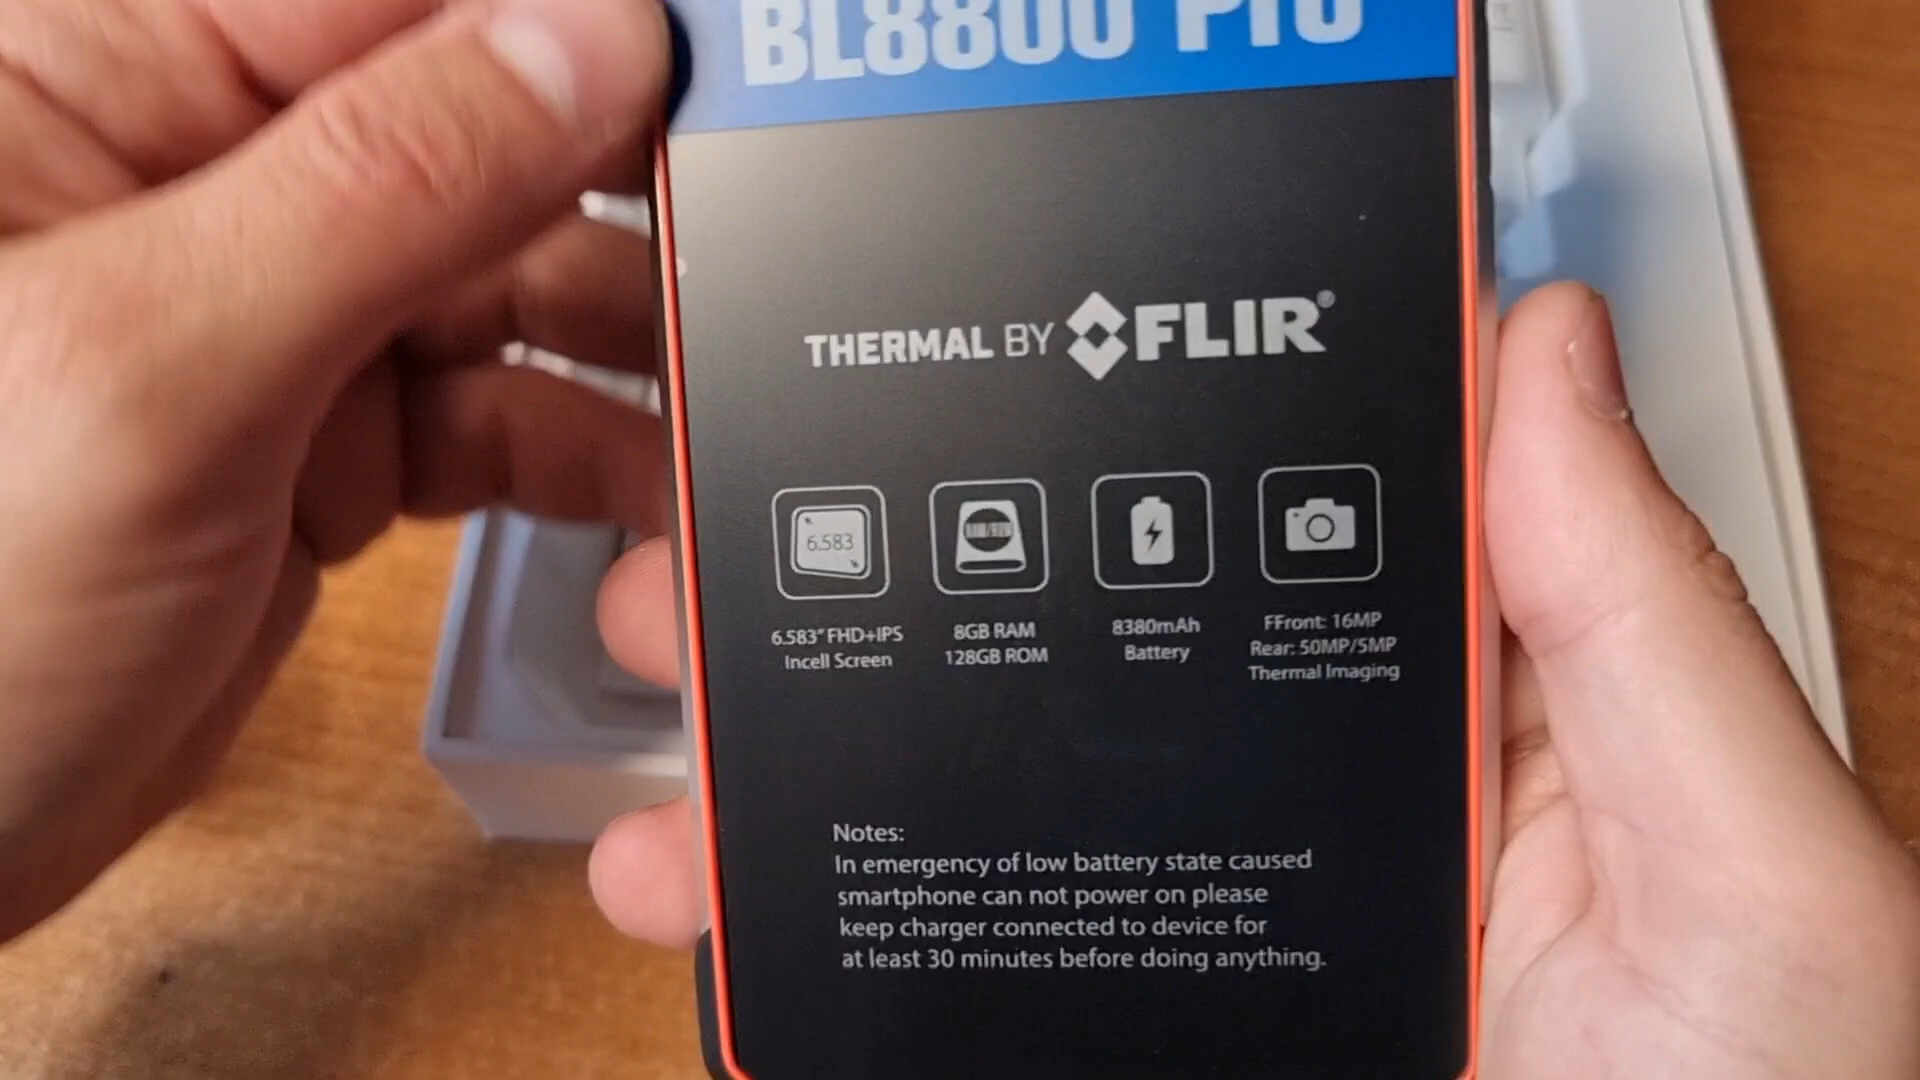 BL8800 Pro
THERMAL BY FLIR®
6.583
6.583" FHD+IPS
Incell Screen
8GB RAM
128GB ROM
8380mAh
Battery
FFront: 16MP
Rear: 50MP/5MP
Thermal Imaging
Notes:
In emergency of low battery state caused
smartphone can not power on please
keep charger connected to device for
at least 30 minutes before doing anything.